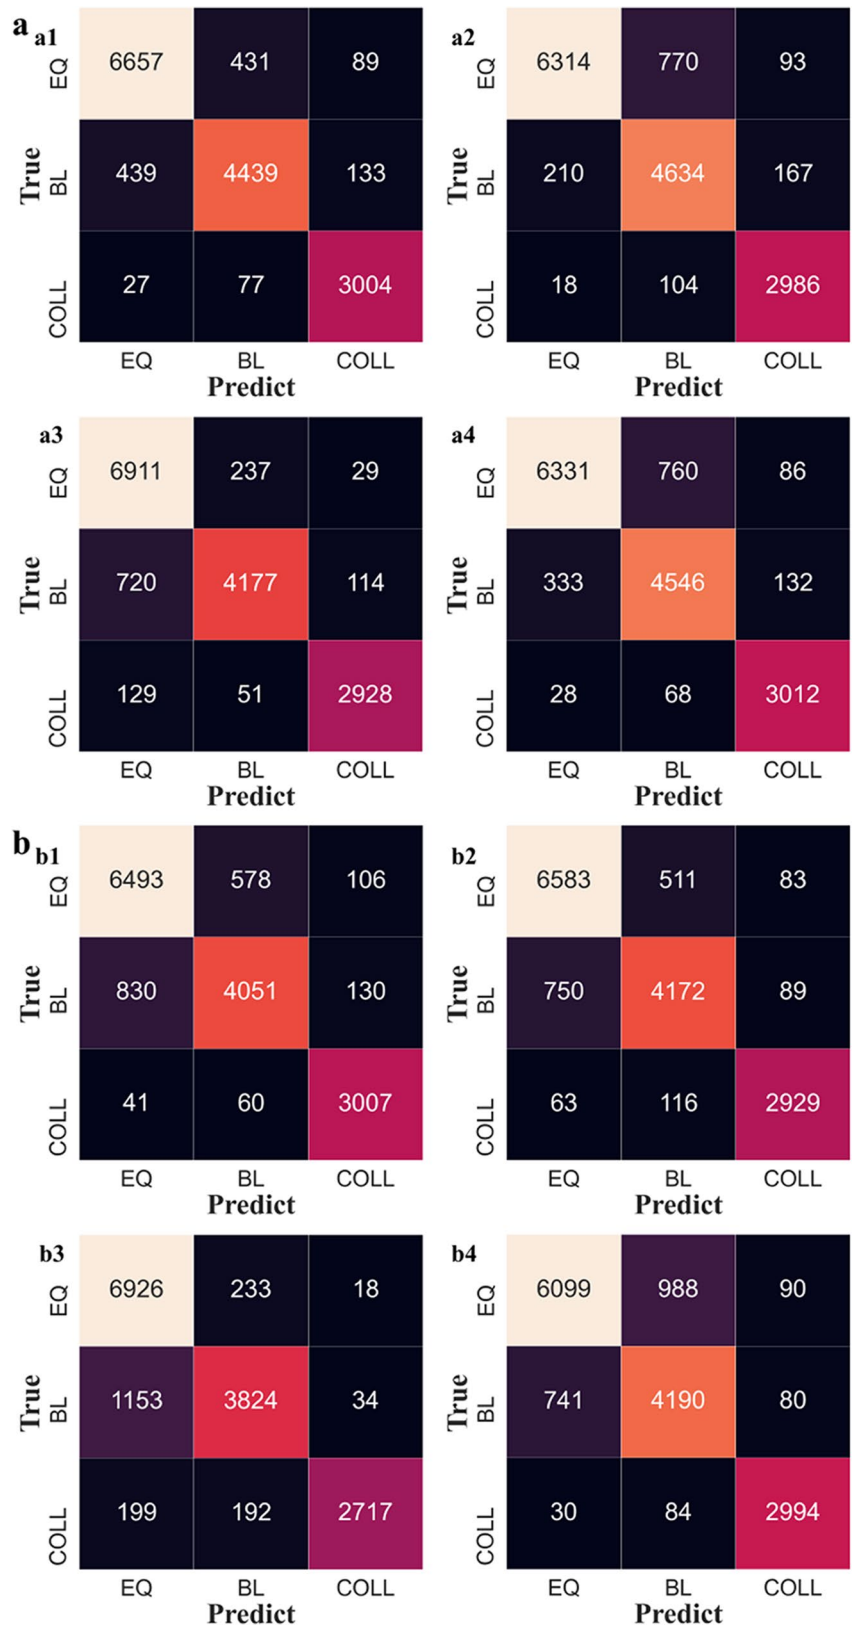 a
a1
a2
EQ 6657 431 89
EQ 6314 770 93
True BL 439 4439 133
True BL 210 4634 167
COLL 27 77 3004
COLL 18 104 2986
EQ BL COLL
EQ BL COLL
Predict
Predict
a3
a4
EQ 6911 237 29
EQ 6331 760 86
True BL 720 4177 114
True BL 333 4546 132
COLL 129 51 2928
COLL 28 68 3012
EQ BL COLL
EQ BL COLL
Predict
Predict
b
b1
b2
EQ 6493 578 106
EQ 6583 511 83
True BL 830 4051 130
True BL 750 4172 89
COLL 41 60 3007
COLL 63 116 2929
EQ BL COLL
EQ BL COLL
Predict
Predict
b3
b4
EQ 6926 233 18
EQ 6099 988 90
True BL 1153 3824 34
True BL 741 4190 80
COLL 199 192 2717
COLL 30 84 2994
EQ BL COLL
EQ BL COLL
Predict
Predict